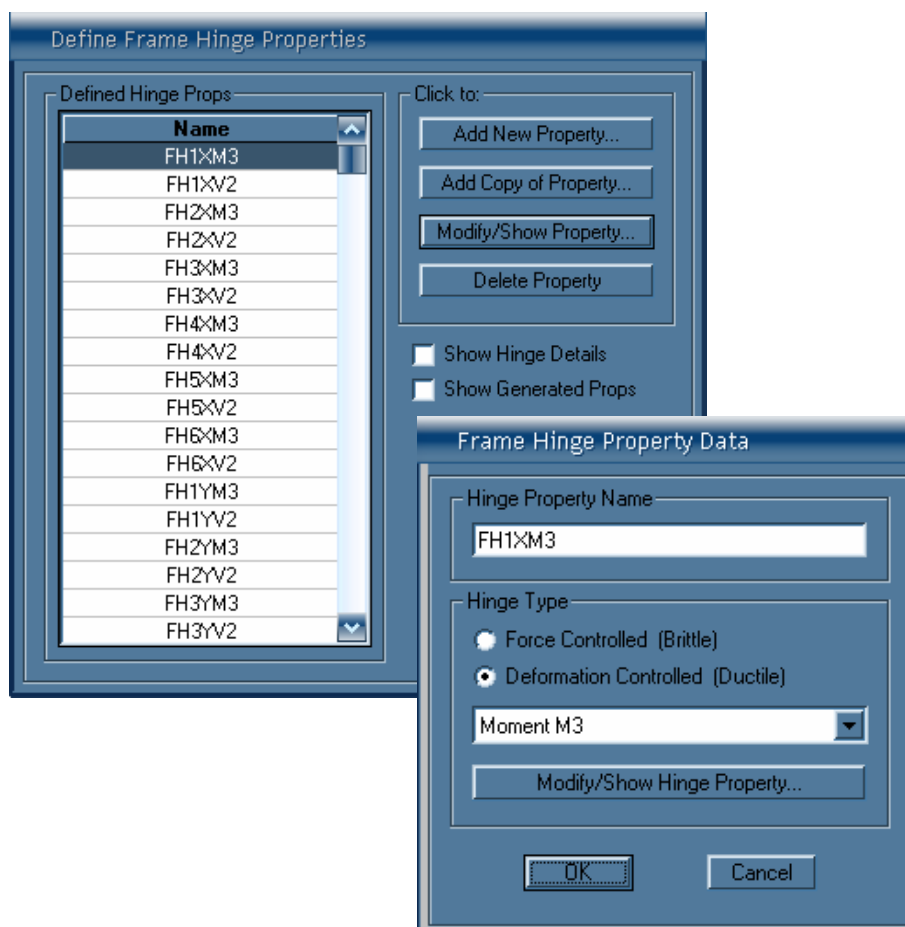 Define Frame Hinge Properties
Defined Hinge Props
Name
FH1XM3
FH1XV2
FH2XM3
FH2XV2
FH3XM3
FH3XV2
FH4XM3
FH4XV2
FH5XM3
FH5XV2
FH6XM3
FH6XV2
FH1YM3
FH1YV2
FH2YM3
FH2YV2
FH3YM3
FH3YV2
Click to:
Add New Property...
Add Copy of Property...
Modify/Show Property...
Delete Property
Show Hinge Details
Show Generated Props
Frame Hinge Property Data
Hinge Property Name
FH1XM3
Hinge Type
Force Controlled (Brittle)
Deformation Controlled (Ductile)
Moment M3
Modify/Show Hinge Property...
OK
Cancel